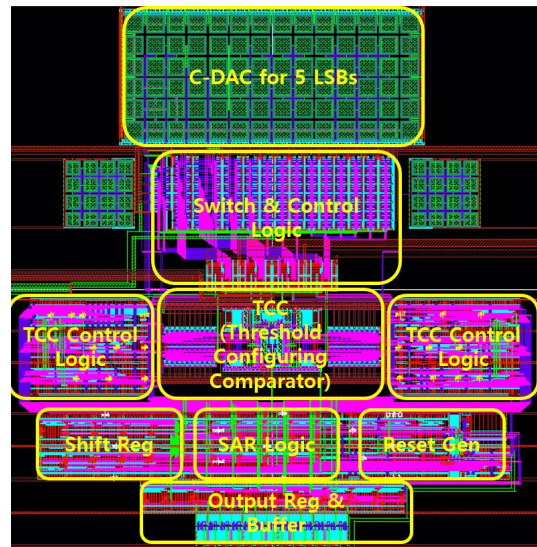 C-DAC for 5 LSBs
Switch & Control
Logic
TCC Control
Logic
TCC
(Threshold
Configuring
Comparator)
TCC Control
Logic
Shift Reg
SAR Logic
Reset Gen
Output Reg &
Buffer